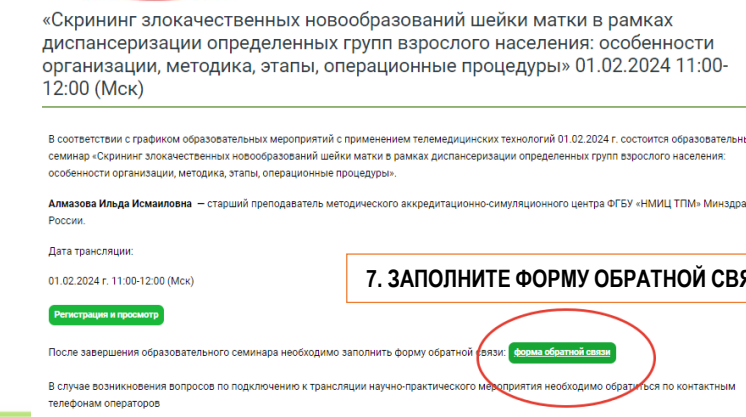 «Скрининг злокачественных новообразований шейки матки в рамках
диспансеризации определенных групп взрослого населения: особенности
организации, методика, этапы, операционные процедуры» 01.02.2024 11:00-
12:00 (Мск)
В соответствии с графиком образовательных мероприятий с применением телемедицинских технологий 01.02.2024 г. состоится образовательн
семинар «Скрининг злокачественных новообразований шейки матки в рамках диспансеризации определенных групп взрослого населения:
особенности организации, методика, этапы, операционные процедуры».
Алмазова Ильда Исмаиловна — старший преподаватель методического аккредитационно-симуляционного центра ФГБУ «НМИЦ ТПМ» Минздра
России.
Дата трансляции:
01.02.2024 г. 11:00-12:00 (Мск)
7. ЗАПОЛНИТЕ ФОРМУ ОБРАТНОЙ СВЯ
Регистрация и просмотр
После завершения образовательного семинара необходимо заполнить форму обратной связи: форма обратной связи
В случае возникновения вопросов по подключению к трансляции научно-практического мероприятия необходимо обратиться по контактным
телефонам операторов